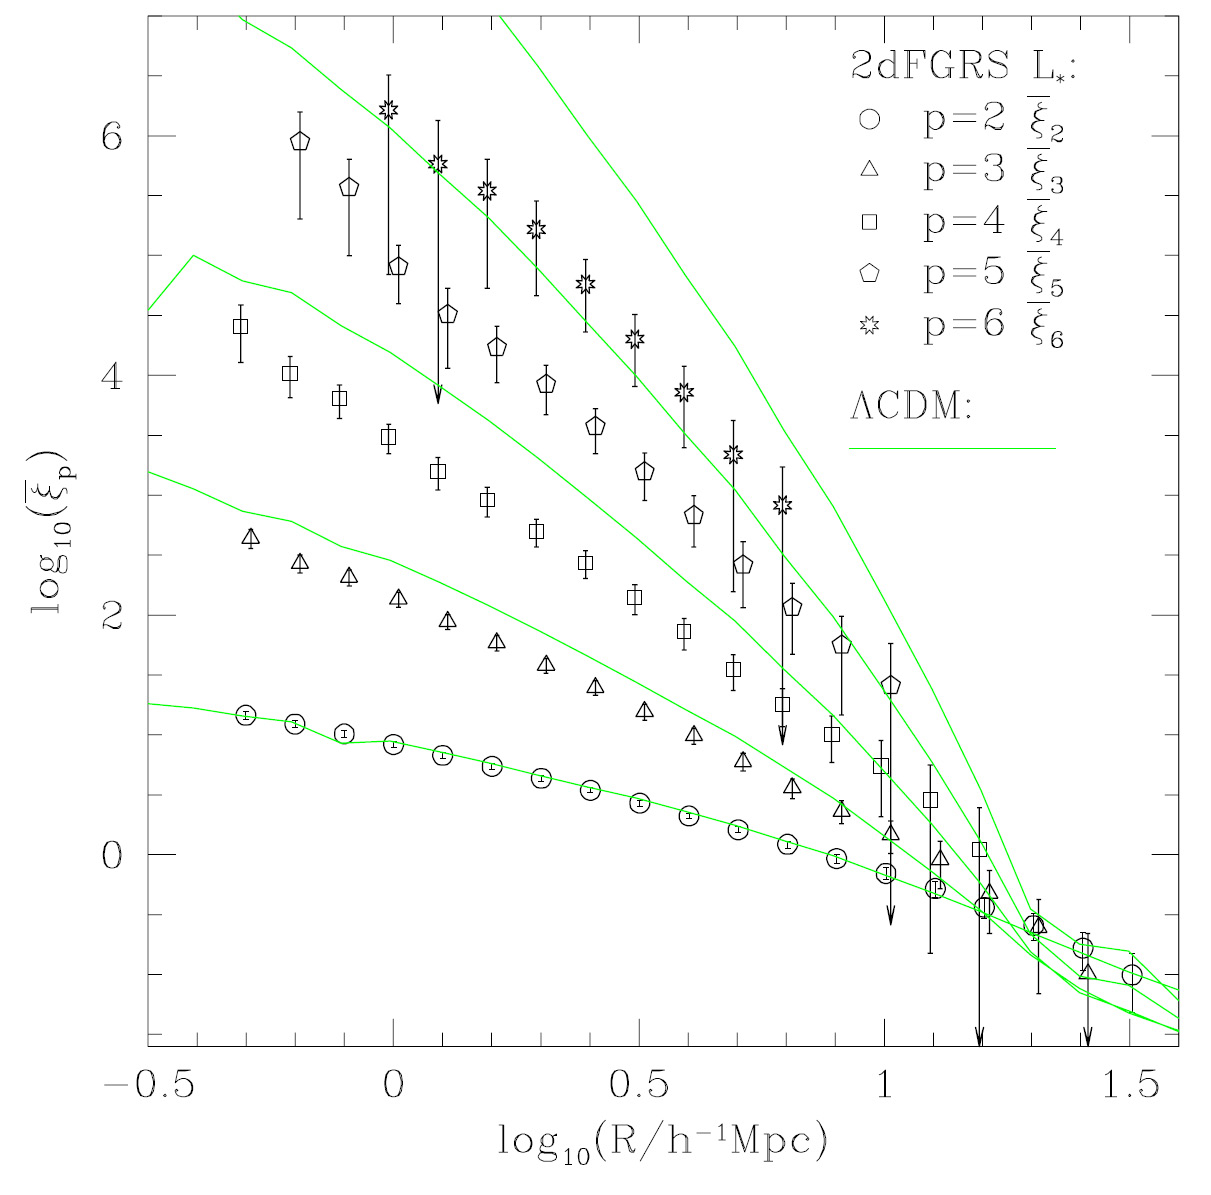 2dFGRS L*:
p=2 ξ̅₂
p=3 ξ̅₃
6
p=4 ξ̅₄
p=5 ξ̅₅
p=6 ξ̅₆
4
ΛCDM:
log₁₀(ξ̅ₚ)
2
0
−0.5 0 0.5 1 1.5
log₁₀(R/h⁻¹Mpc)